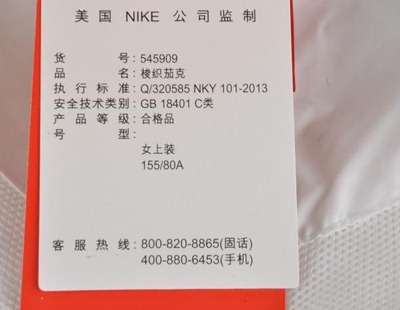 美国 NIKE 公司监制
货号:545909
品名:梭织茄克
执行标准:Q/320585 NKY 101-2013
安全技术类别:GB 18401 C类
产品等级:合格品
号型:
女上装
155/80A
客服热线:800-820-8865(固话)
400-880-6453(手机)